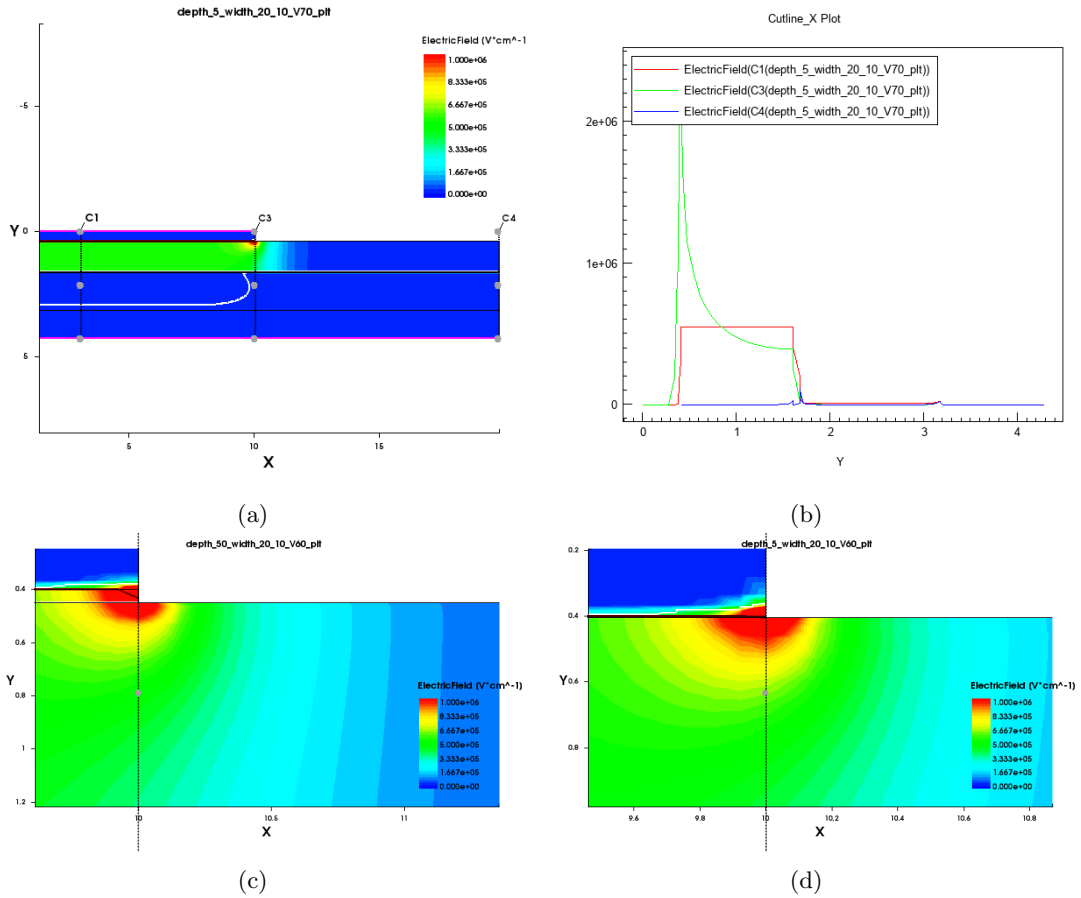 depth_5_width_20_10_V70_plt
ElectricField (V*cm^-1
1.000e+06
8.333e+05
6.667e+05
5.000e+05
3.333e+05
1.667e+05
0.000e+00
-5
Y 0
5
C1
C3
C4
5
10
15
X
(a)
Cutline_X Plot
ElectricField(C1(depth_5_width_20_10_V70_plt))
ElectricField(C3(depth_5_width_20_10_V70_plt))
ElectricField(C4(depth_5_width_20_10_V70_plt))
2e+06
1e+06
0
0
1
2
3
4
Y
(b)
depth_50_width_20_10_V60_plt
0.4
0.6
Y
0.8
1
1.2
ElectricField (V*cm^-1)
1.000e+06
8.333e+05
6.667e+05
5.000e+05
3.333e+05
1.667e+05
0.000e+00
10
10.5
11
X
(c)
depth_5_width_20_10_V60_plt
0.2
0.4
Y
0.6
0.8
ElectricField (V*cm^-1)
1.000e+06
8.333e+05
6.667e+05
5.000e+05
3.333e+05
1.667e+05
0.000e+00
9.6
9.8
10
10.2
10.4
10.6
10.8
X
(d)